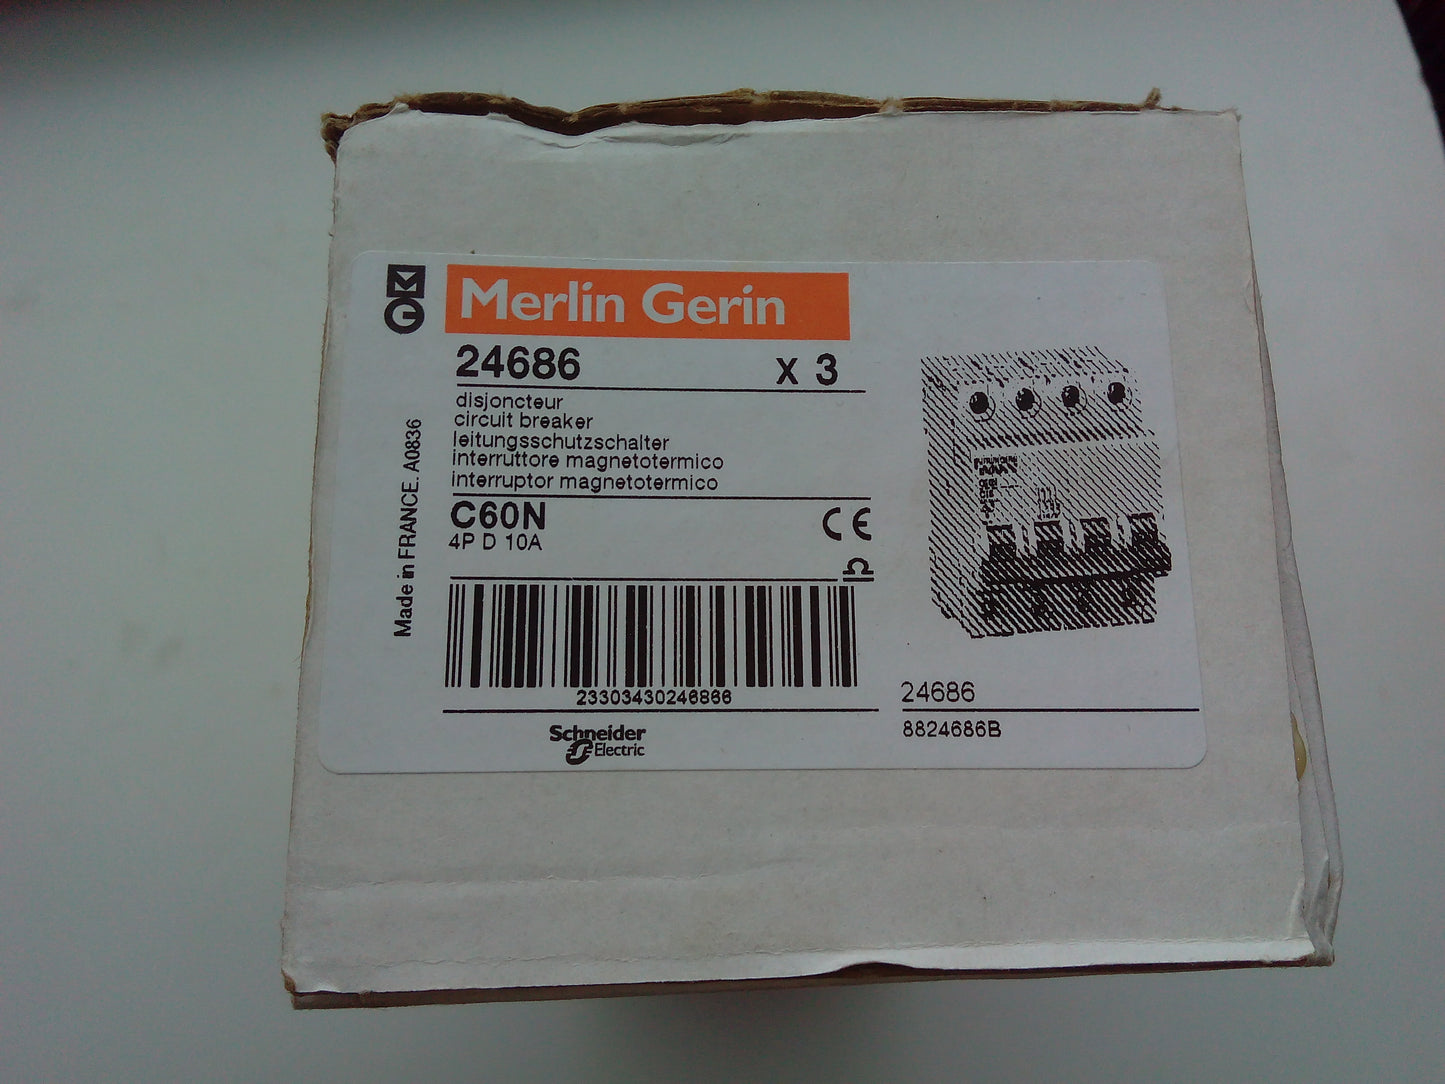 Merlin Gerin
24686 x 3
disjoncteur
circuit breaker
leitungsschutzschalter
interruttore magnetotermico
interruptor magnetotermico
C60N
4P D 10A
CE
Made in FRANCE. A0836
23303430246866
Schneider
Electric
24686
8824686B